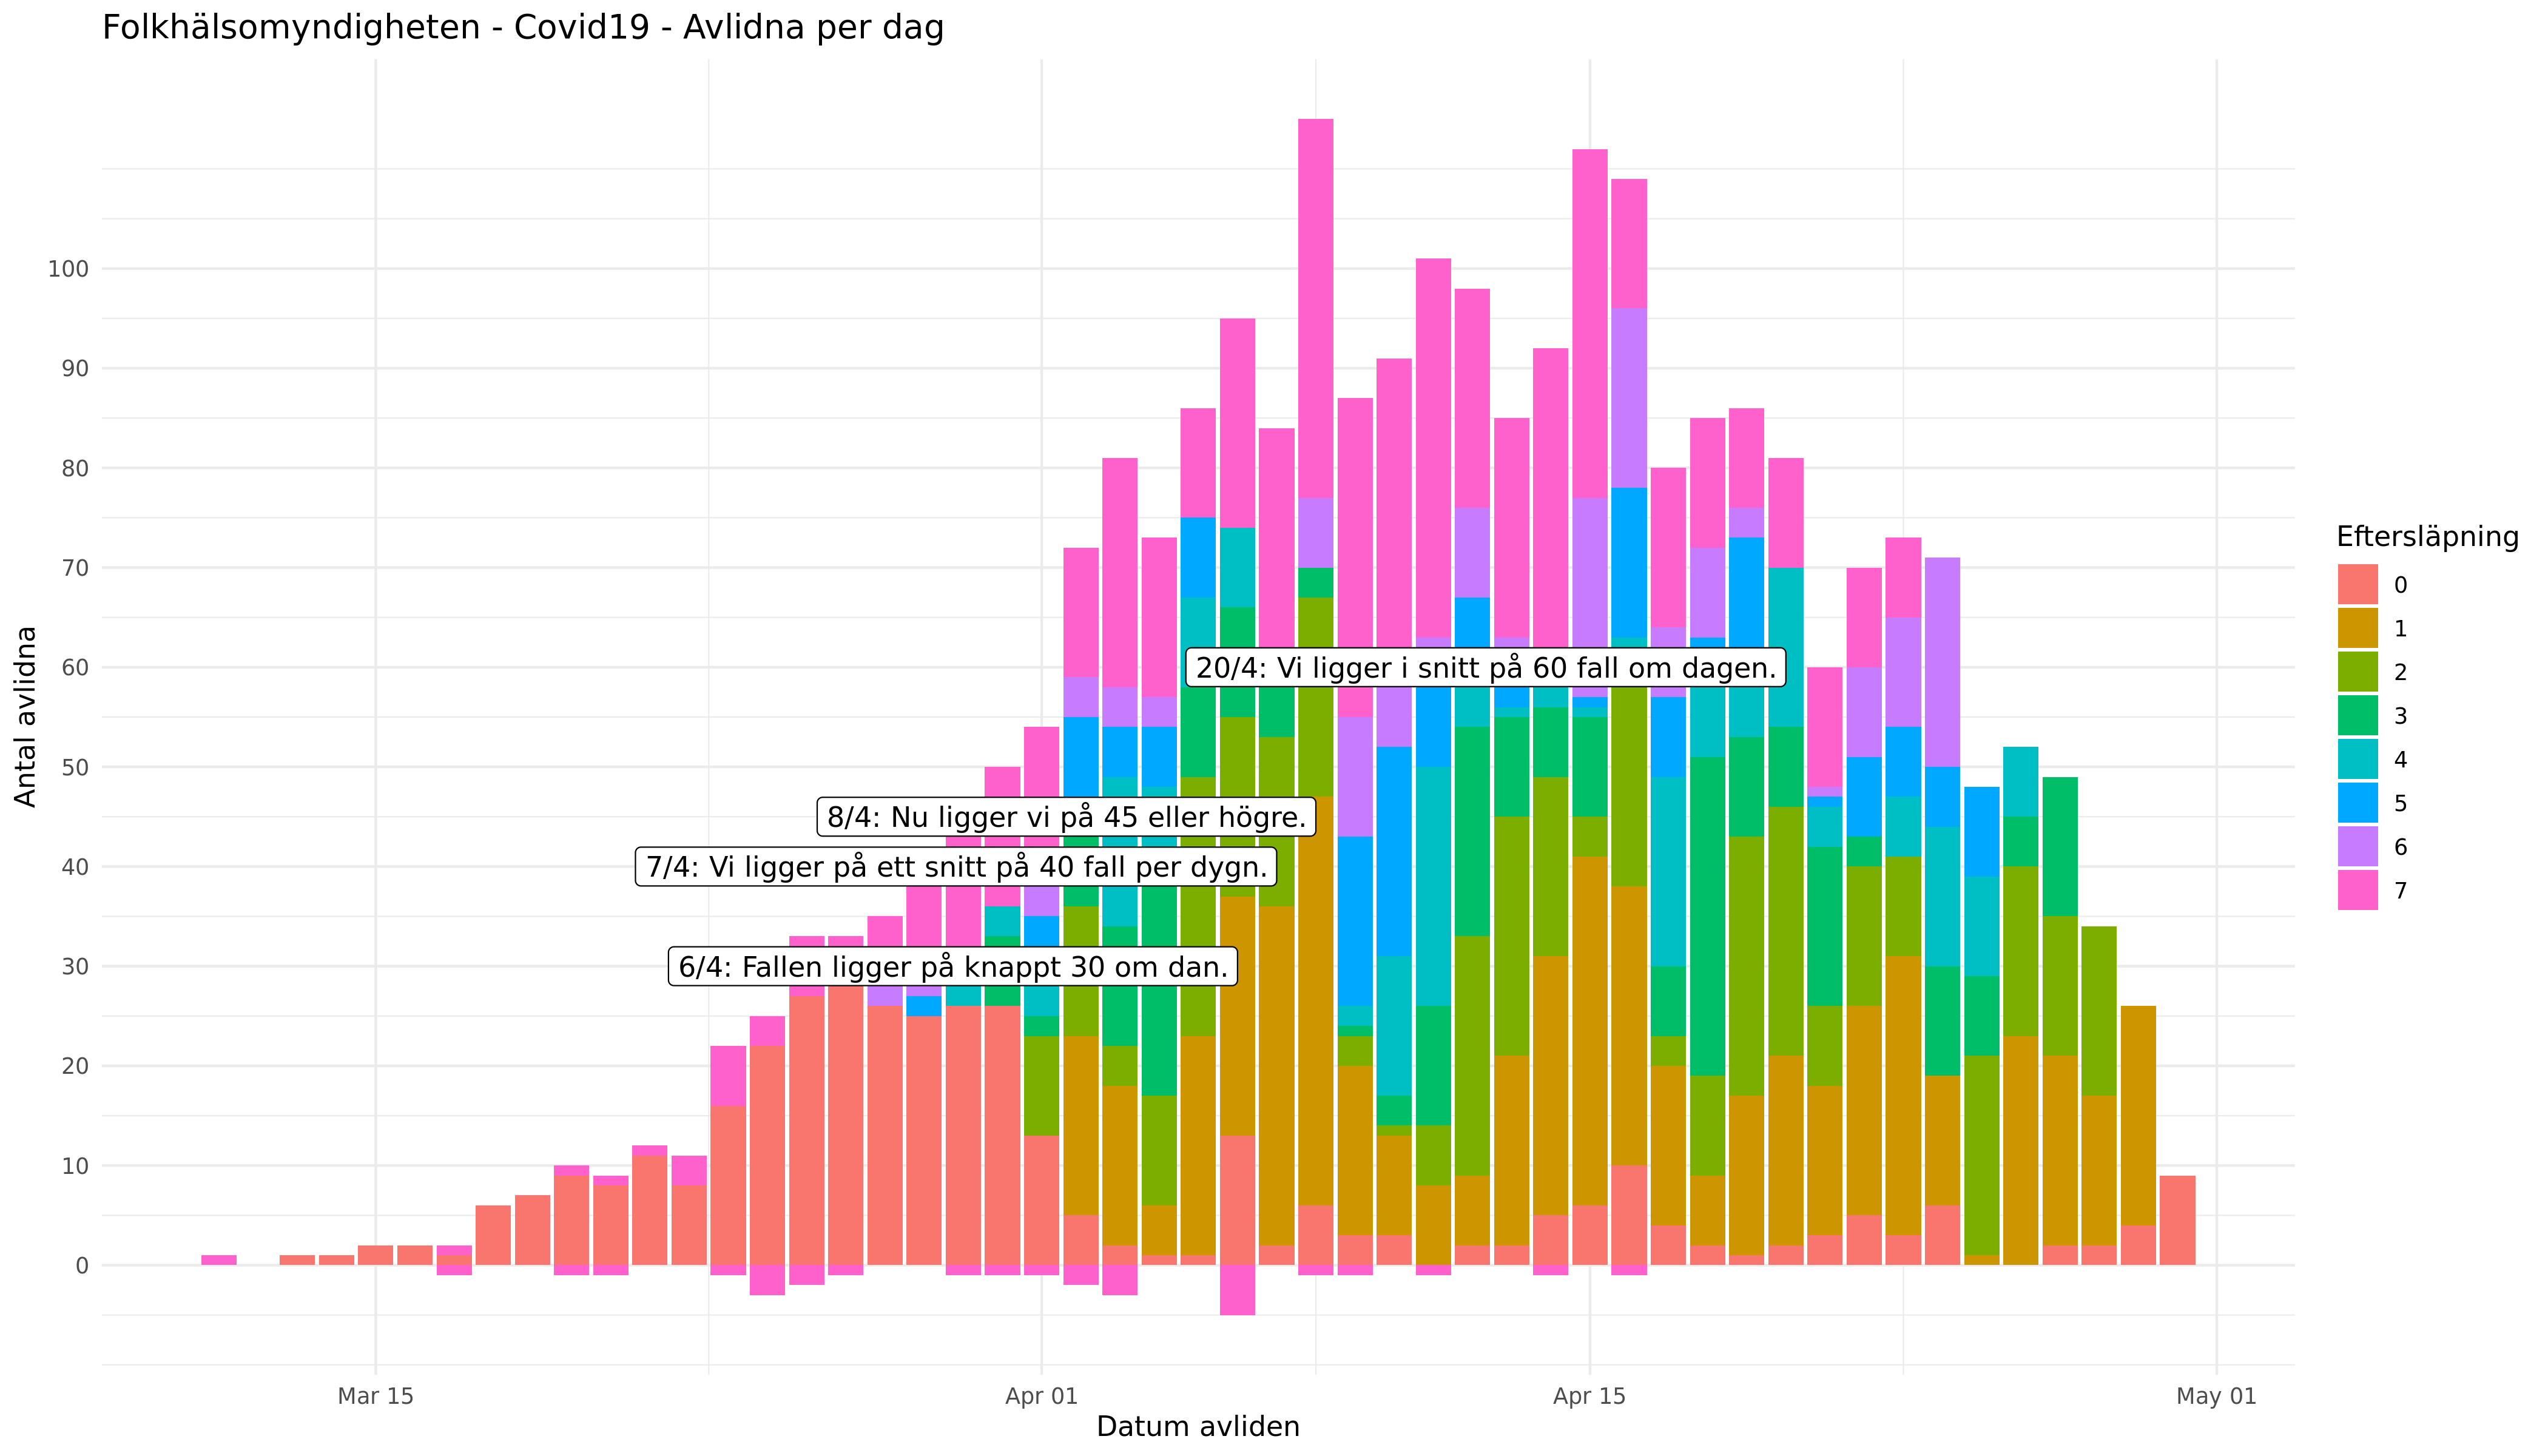 Folkhälsomyndigheten - Covid19 - Avlidna per dag
Antal avlidna
100
90
80
70
60
50
40
30
20
10
0
20/4: Vi ligger i snitt på 60 fall om dagen.
8/4: Nu ligger vi på 45 eller högre.
7/4: Vi ligger på ett snitt på 40 fall per dygn.
6/4: Fallen ligger på knappt 30 om dan.
Mar 15
Apr 01
Apr 15
May 01
Datum avliden
Eftersläpning
0
1
2
3
4
5
6
7